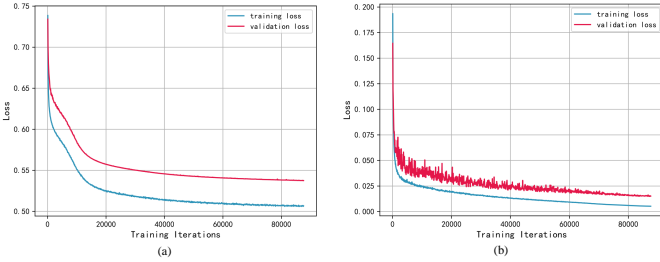 0.75
0.70
0.65
0.60
0.55
0.50
Loss
training loss
validation loss
0
20000
40000
60000
80000
Training Iterations
(a)
0.200
0.175
0.150
0.125
0.100
0.075
0.050
0.025
0.000
Loss
training loss
validation loss
0
20000
40000
60000
80000
Training Iterations
(b)